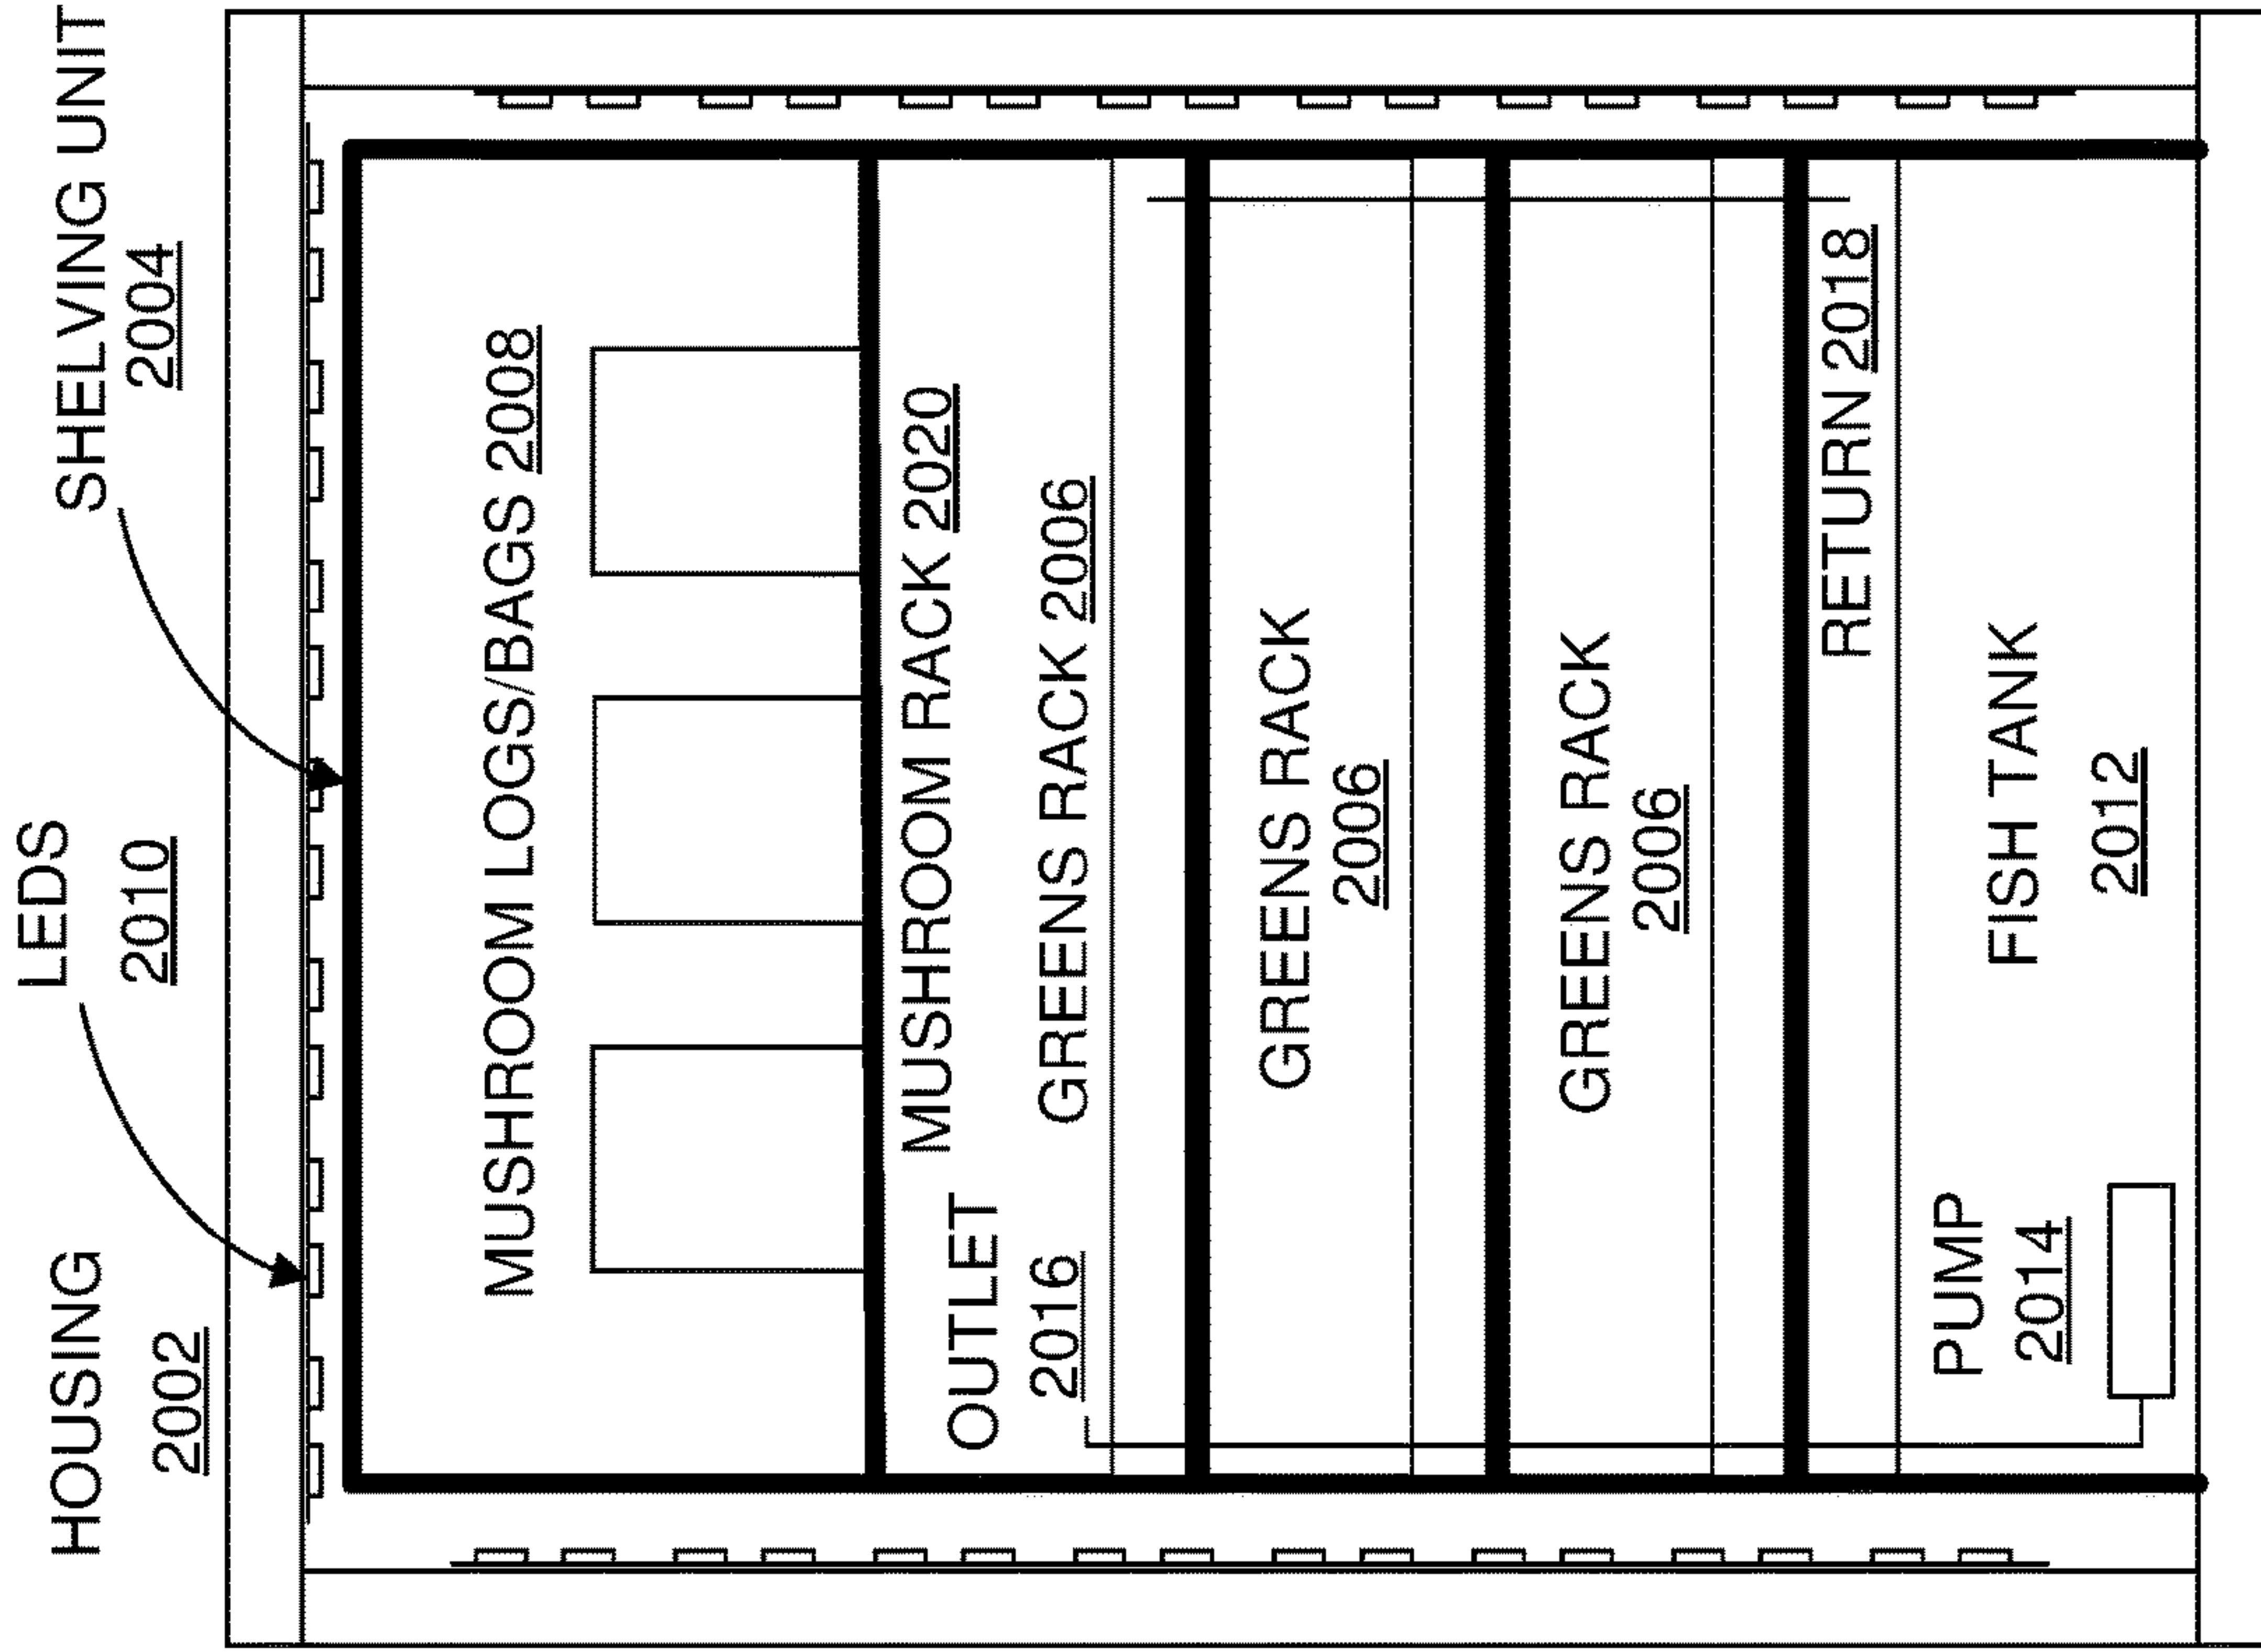 HOUSING
2002
LEDS
2010
SHELVING UNIT
2004
MUSHROOM LOGS/BAGS 2008
MUSHROOM RACK 2020
OUTLET
2016
GREENS RACK 2006
GREENS RACK
2006
GREENS RACK
2006
RETURN 2018
PUMP
2014
FISH TANK
2012